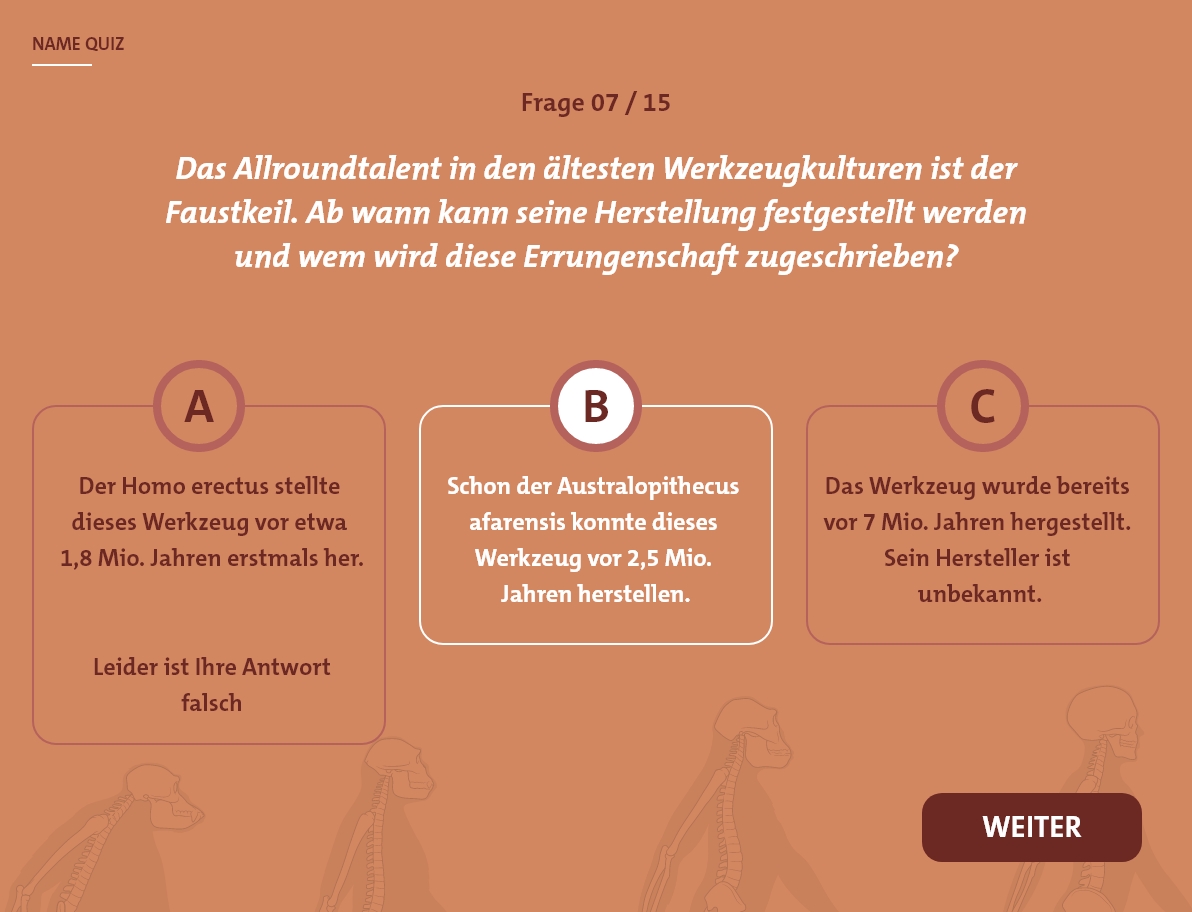 NAME QUIZ
Frage 07 / 15
Das Allroundtalent in den ältesten Werkzeugkulturen ist der
Faustkeil. Ab wann kann seine Herstellung festgestellt werden
und wem wird diese Errungenschaft zugeschrieben?
A
Der Homo erectus stellte
dieses Werkzeug vor etwa
1,8 Mio. Jahren erstmals her.
Leider ist Ihre Antwort
falsch
B
Schon der Australopithecus
afarensis konnte dieses
Werkzeug vor 2,5 Mio.
Jahren herstellen.
C
Das Werkzeug wurde bereits
vor 7 Mio. Jahren hergestellt.
Sein Hersteller ist
unbekannt.
WEITER